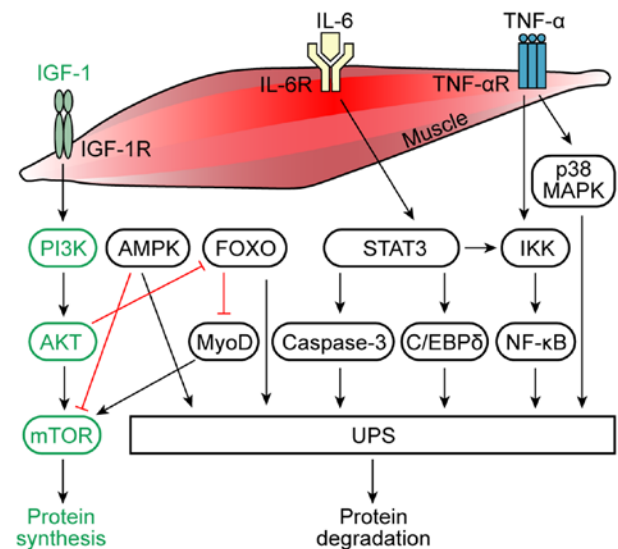 IL-6
TNF-α
IGF-1
IL-6R
TNF-αR
IGF-1R
Muscle
p38
MAPK
PI3K
AMPK
FOXO
STAT3
IKK
AKT
MyoD
Caspase-3
C/EBPδ
NF-κB
mTOR
UPS
Protein
synthesis
Protein
degradation